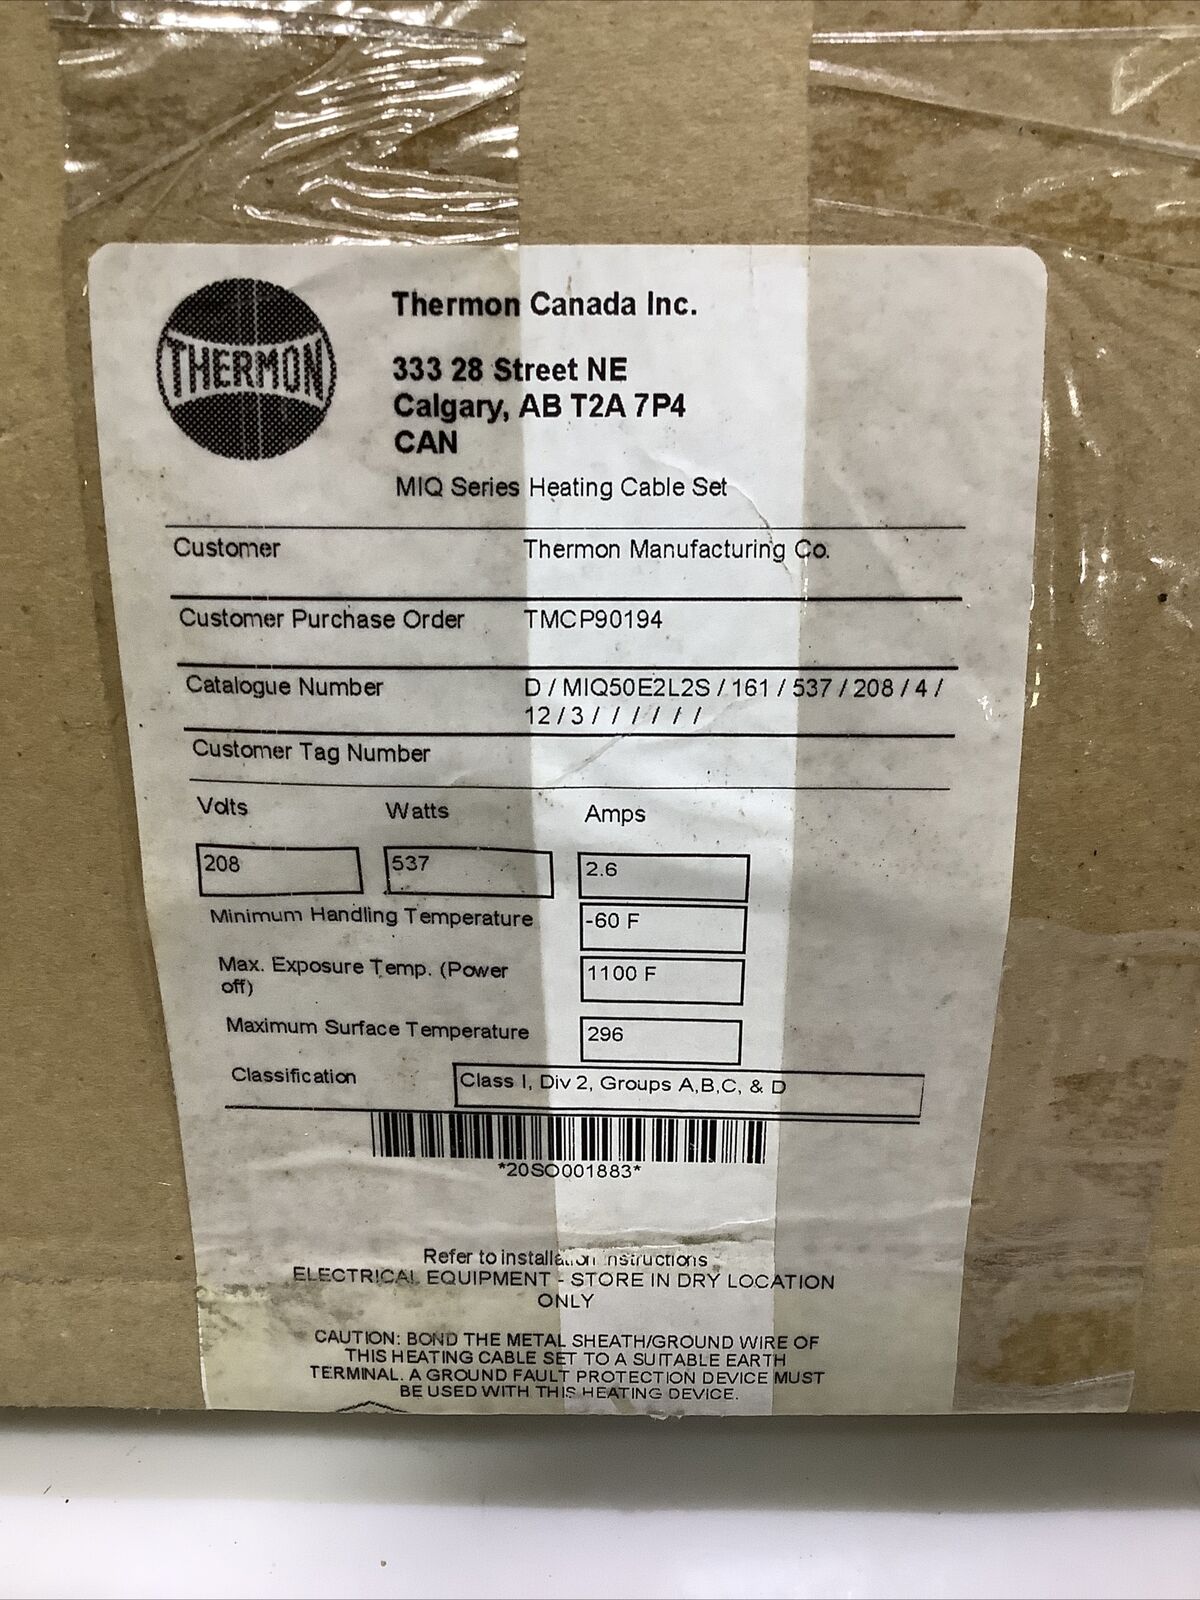 THERMON
Thermon Canada Inc.
333 28 Street NE
Calgary, AB T2A 7P4
CAN
MIQ Series Heating Cable Set
Customer Thermon Manufacturing Co.
Customer Purchase Order TMCP90194
Catalogue Number D / MIQ50E2L2S / 161 / 537 / 208 / 4 /
12 / 3 / / / / / /
Customer Tag Number
Volts Watts Amps
208 537 2.6
Minimum Handling Temperature -60 F
Max. Exposure Temp. (Power
off) 1100 F
Maximum Surface Temperature 296
Classification Class I, Div 2, Groups A,B,C, & D
*20SO001883*
Refer to installation instructions
ELECTRICAL EQUIPMENT - STORE IN DRY LOCATION
ONLY
CAUTION: BOND THE METAL SHEATH/GROUND WIRE OF
THIS HEATING CABLE SET TO A SUITABLE EARTH
TERMINAL. A GROUND FAULT PROTECTION DEVICE MUST
BE USED WITH THIS HEATING DEVICE.